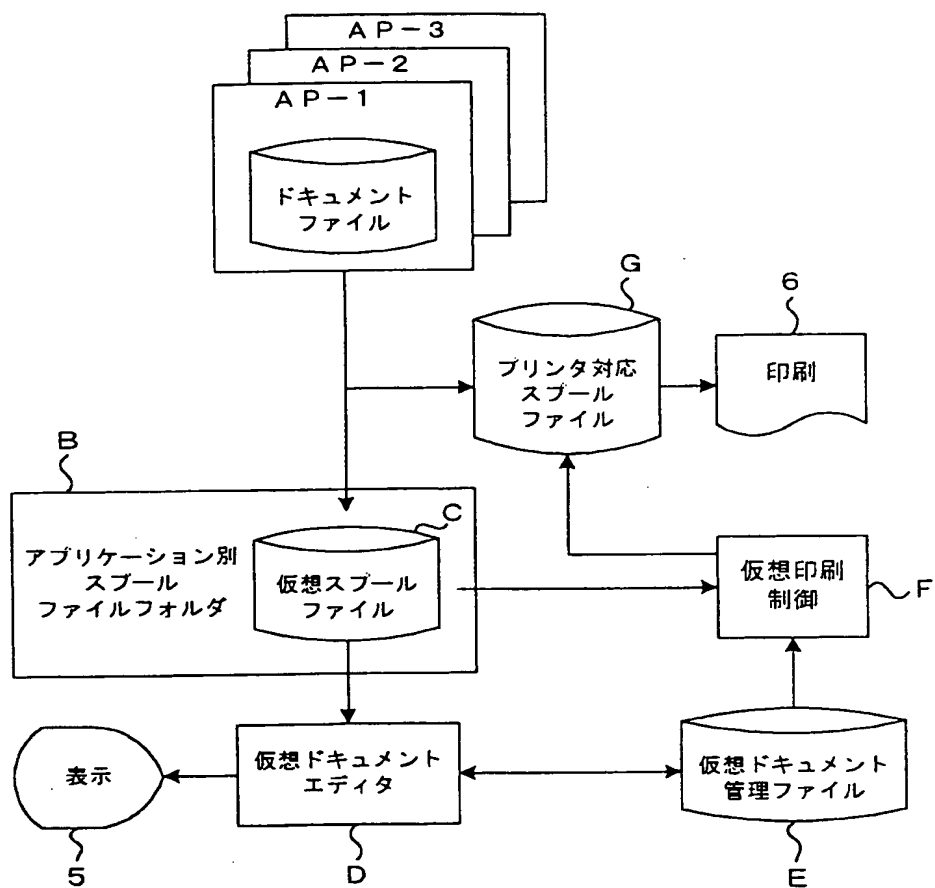 AP-3
AP-2
AP-1
ドキュメント
ファイル
G
6
プリンタ対応
スプール
ファイル
印刷
B
C
アプリケーション別
スプール
ファイルフォルダ
仮想スプール
ファイル
仮想印刷
制御
F
表示
仮想ドキュメント
エディタ
仮想ドキュメント
管理ファイル
5
D
E